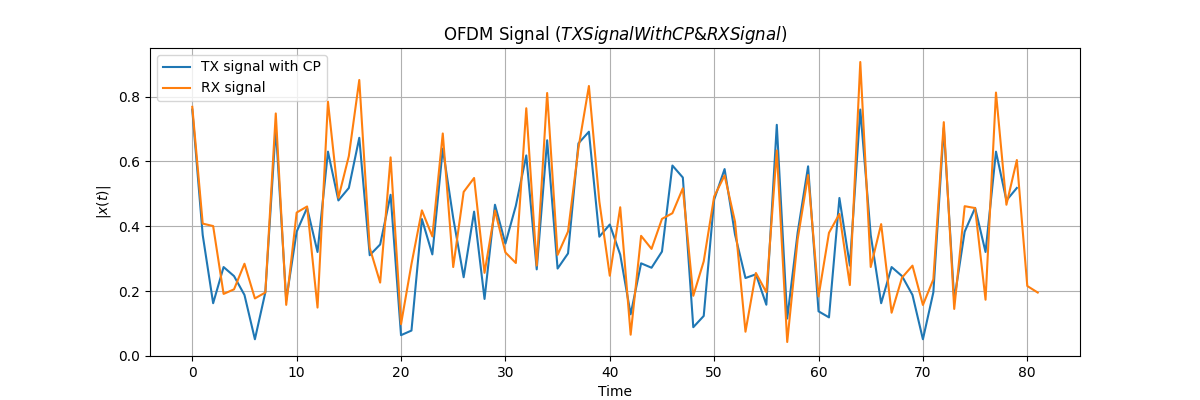 OFDM Signal (TXSignalWithCP&RXSignal)
TX signal with CP
RX signal
|x(t)|
0.8
0.6
0.4
0.2
0.0
0 10 20 30 40 50 60 70 80
Time